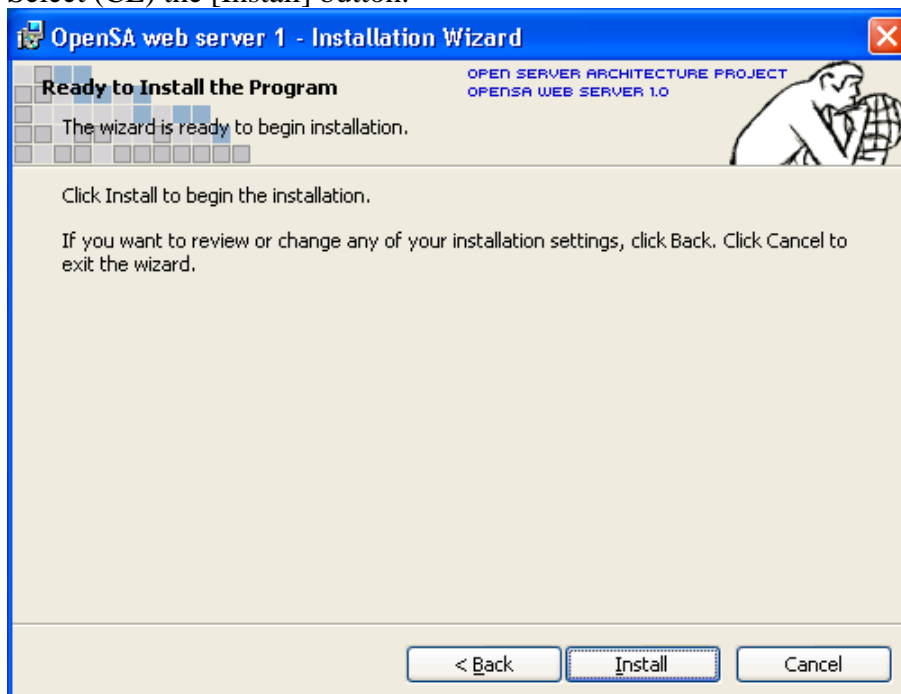 Select (CL) the [Install] button.
OpenSA web server 1 - Installation Wizard
Ready to Install the Program
OPEN SERVER ARCHITECTURE PROJECT
OPENSA WEB SERVER 1.0
The wizard is ready to begin installation.
Click Install to begin the installation.
If you want to review or change any of your installation settings, click Back. Click Cancel to
exit the wizard.
< Back
Install
Cancel